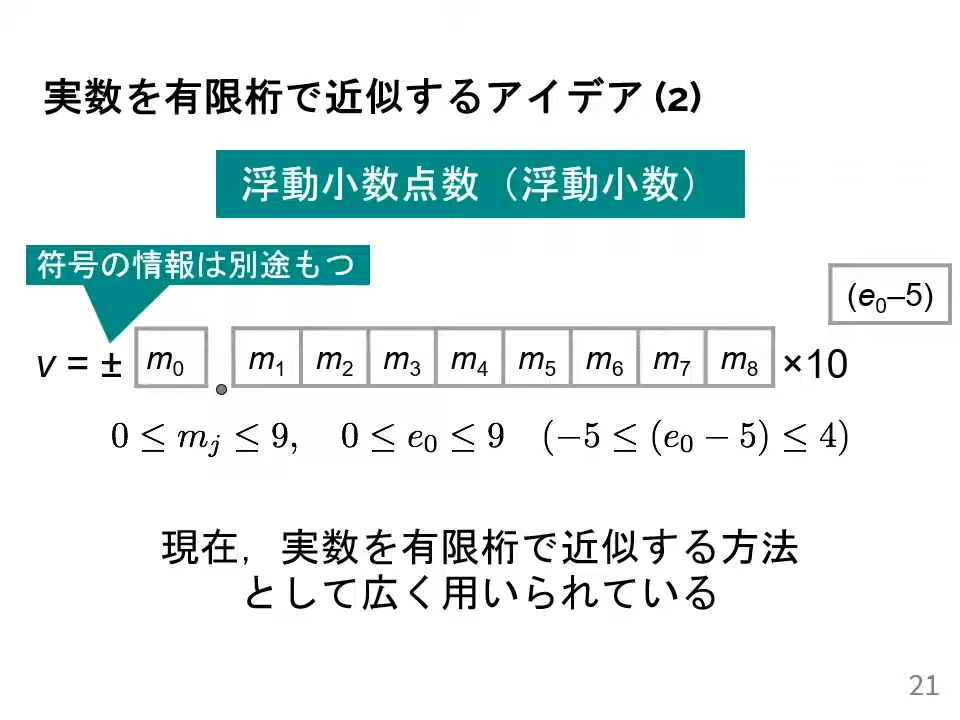 実数を有限桁で近似するアイデア (2)
浮動小数点数（浮動小数）
符号の情報は別途もつ
(e₀–5)
v = ± m₀ . m₁ m₂ m₃ m₄ m₅ m₆ m₇ m₈ ×10
0 ≤ mⱼ ≤ 9, 0 ≤ e₀ ≤ 9 (−5 ≤ (e₀ − 5) ≤ 4)
現在，実数を有限桁で近似する方法
として広く用いられている
21